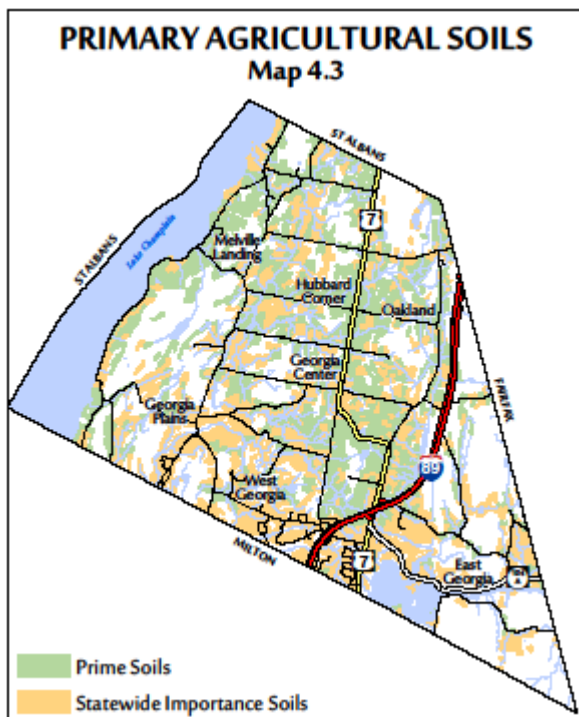 PRIMARY AGRICULTURAL SOILS
Map 4.3
ST ALBANS
7
ST ALBANS
Lake Champlain
Melville
Landing
Hubbard
Corner
Oakland
Georgia
Center
FAIRFAX
Georgia
Plains
89
West
Georgia
MILTON
7
East
Georgia
Prime Soils
Statewide Importance Soils